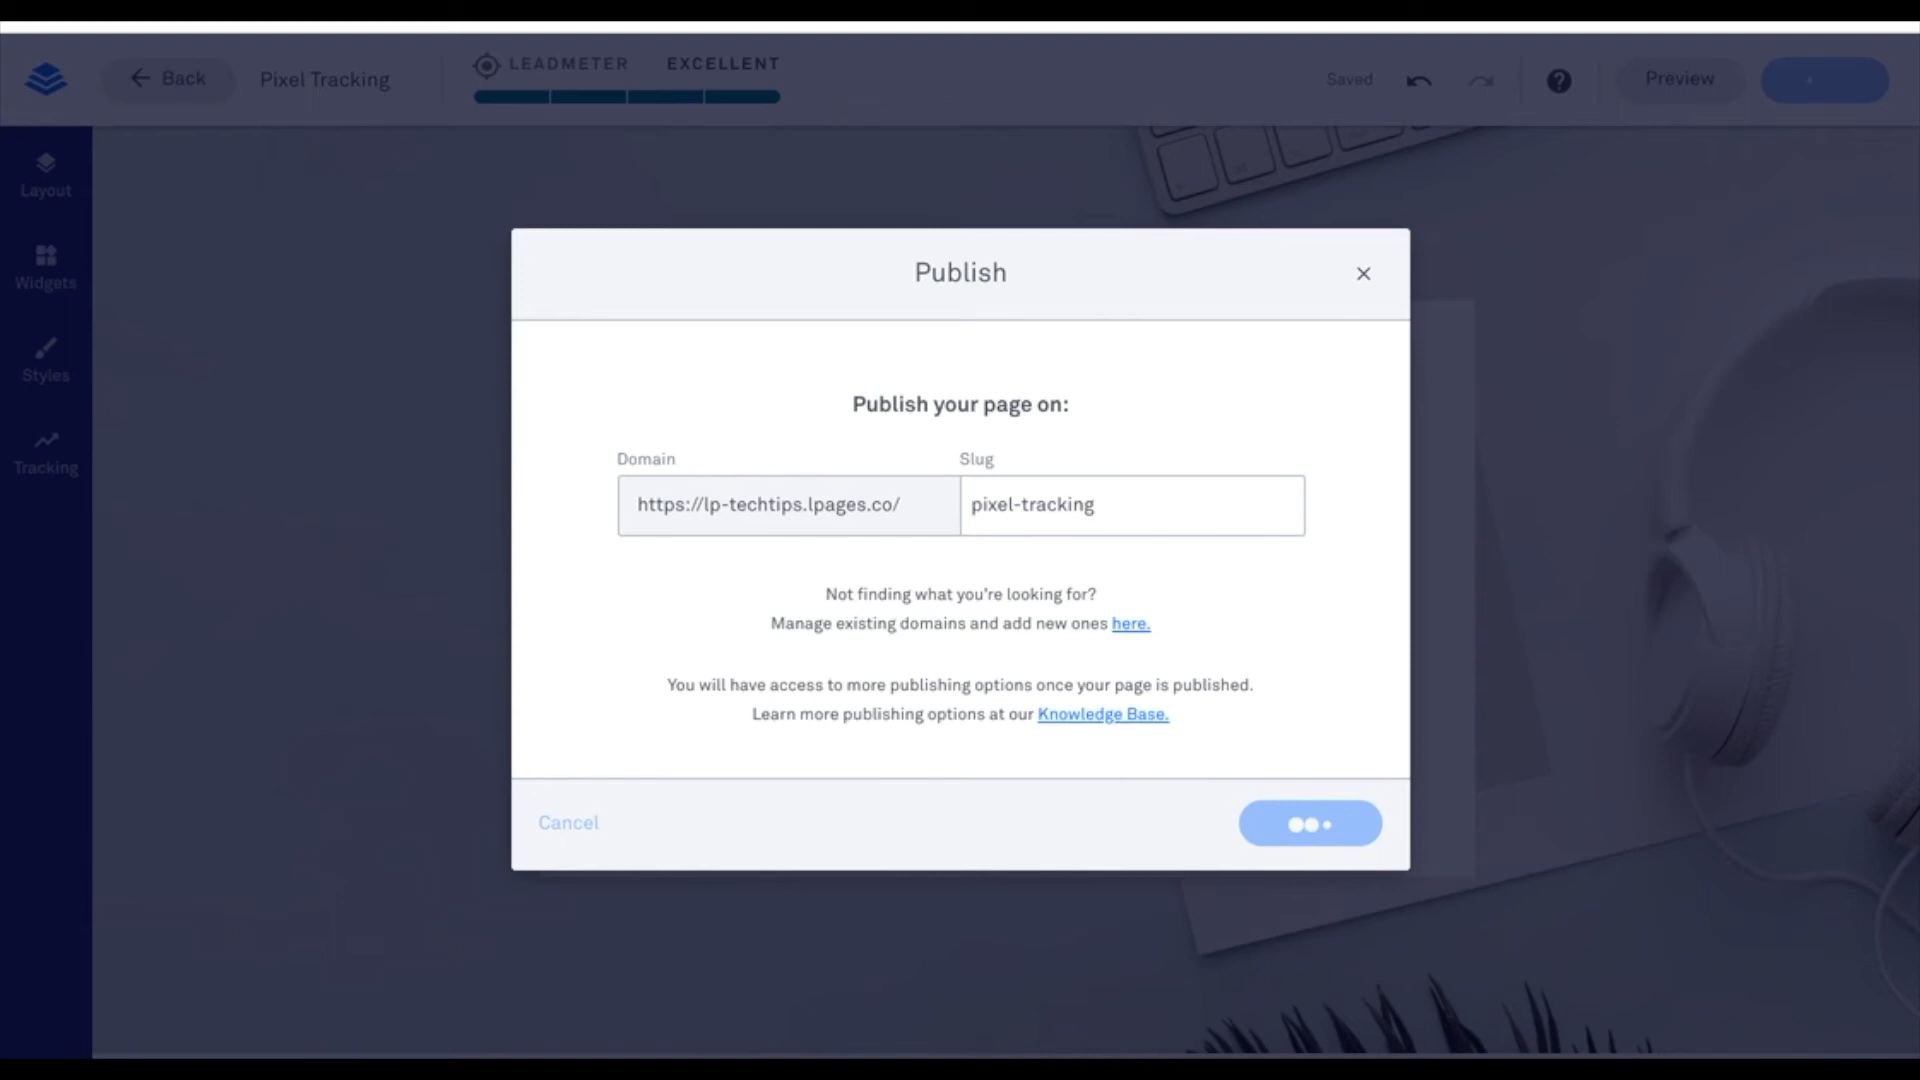 Back
Pixel Tracking
LEADMETER EXCELLENT
Saved
Preview
Layout
Widgets
Styles
Tracking
Publish
Publish your page on:
Domain Slug
https://lp-techtips.lpages.co/ pixel-tracking
Not finding what you're looking for?
Manage existing domains and add new ones here.
You will have access to more publishing options once your page is published.
Learn more publishing options at our Knowledge Base.
Cancel